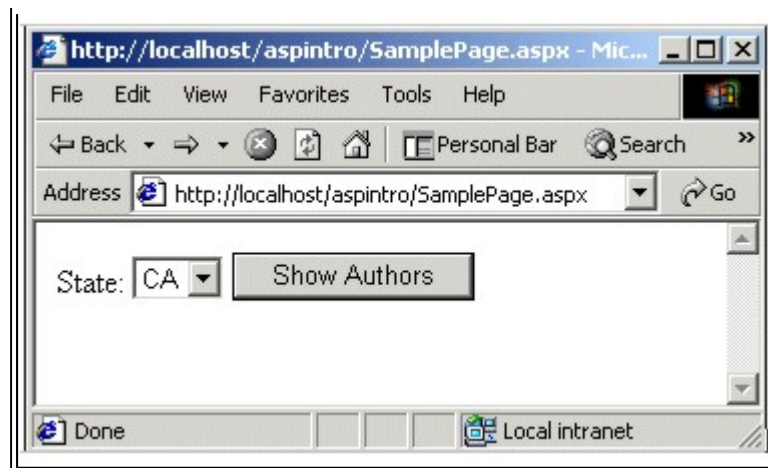 http://localhost/aspintro/SamplePage.aspx - Mic...
File Edit View Favorites Tools Help
Back Personal Bar Search »
Address http://localhost/aspintro/SamplePage.aspx Go
State: CA Show Authors
Done Local intranet